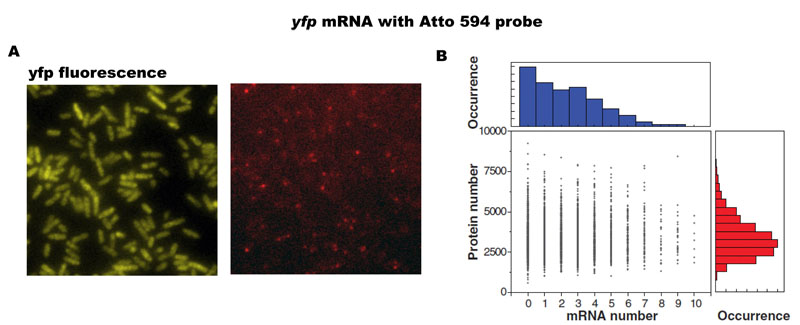 yfp mRNA with Atto 594 probe
A
yfp fluorescence
B
Occurrence
10000
7500
5000
2500
0
Protein number
0 1 2 3 4 5 6 7 8 9 10
mRNA number
Occurrence